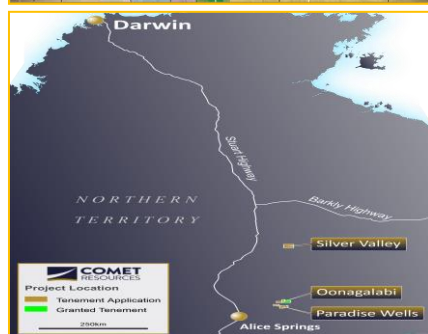 Darwin
Stuart Highway
NORTHERN
TERRITORY
Barkly Highway
Silver Valley
COMET
RESOURCES
Project Location
Tenement Application
Granted Tenement
250km
Oonagalabi
Paradise Wells
Alice Springs